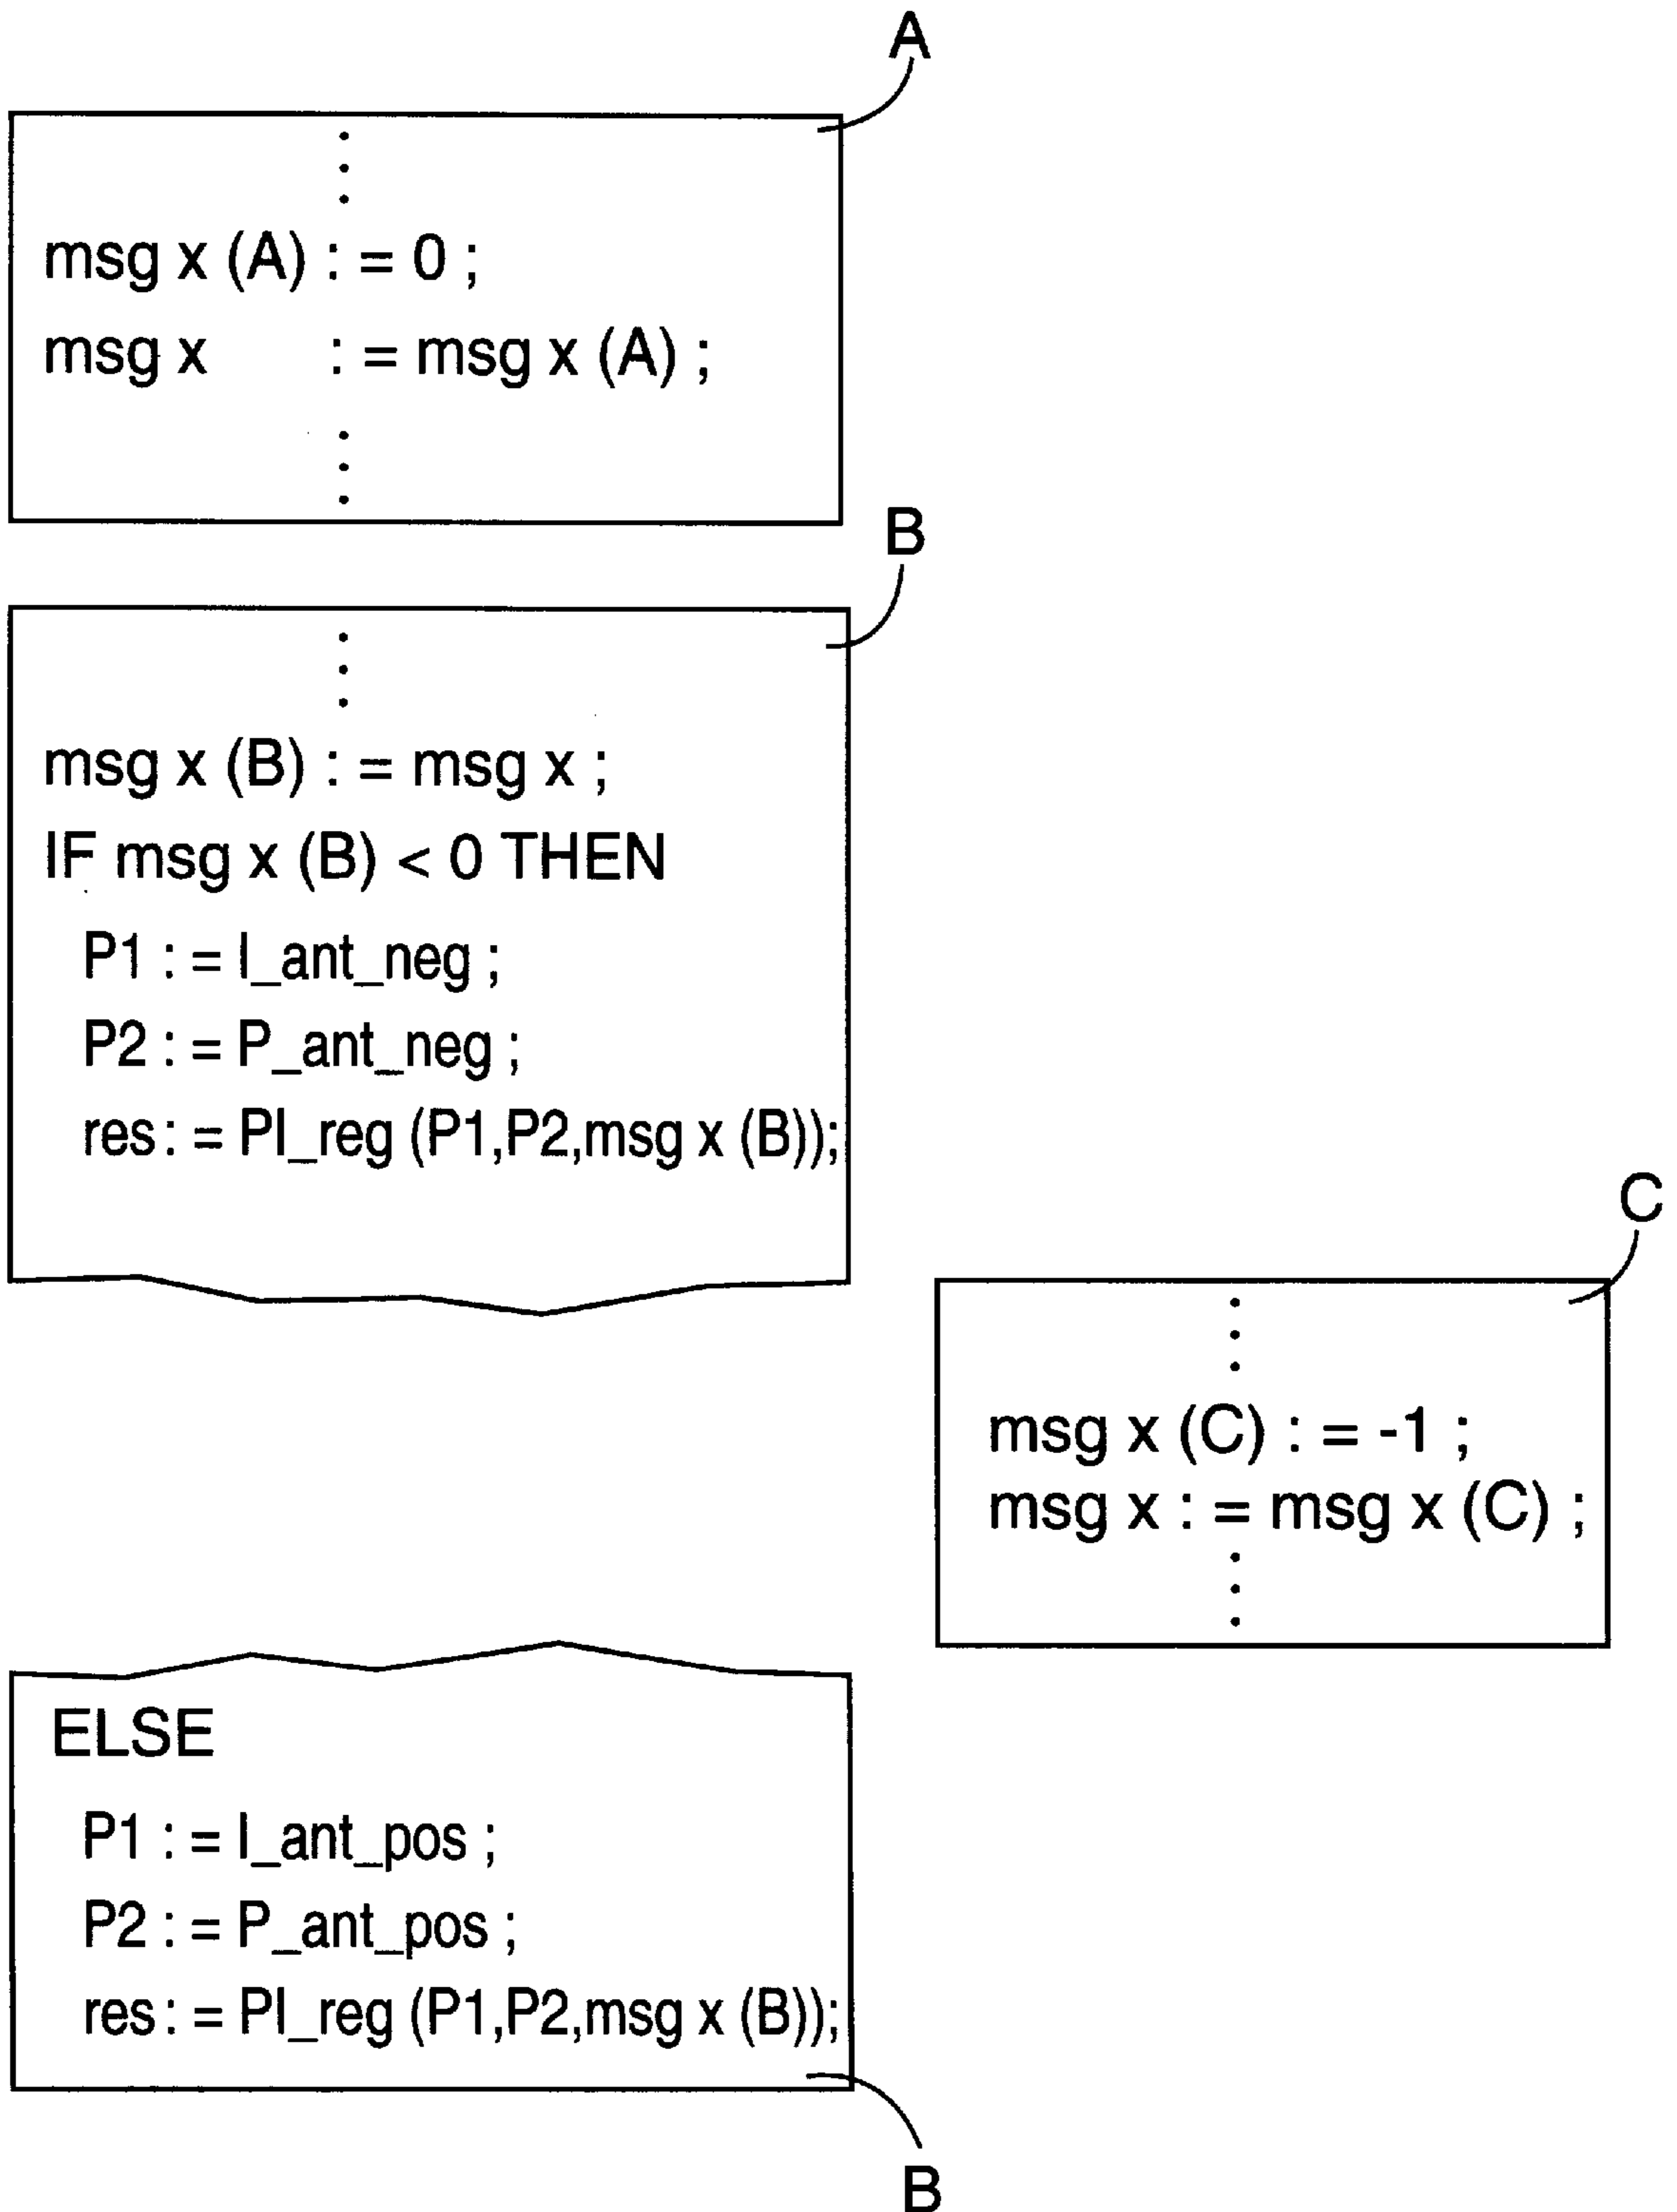 A
msg x (A) : = 0 ;
msg x : = msg x (A) ;
B
msg x (B) : = msg x ;
IF msg x (B) < 0 THEN
P1 : = I_ant_neg ;
P2 : = P_ant_neg ;
res : = PI_reg (P1,P2,msg x (B));
C
msg x (C) : = -1 ;
msg x : = msg x (C) ;
ELSE
P1 : = I_ant_pos ;
P2 : = P_ant_pos ;
res : = PI_reg (P1,P2,msg x (B));
B